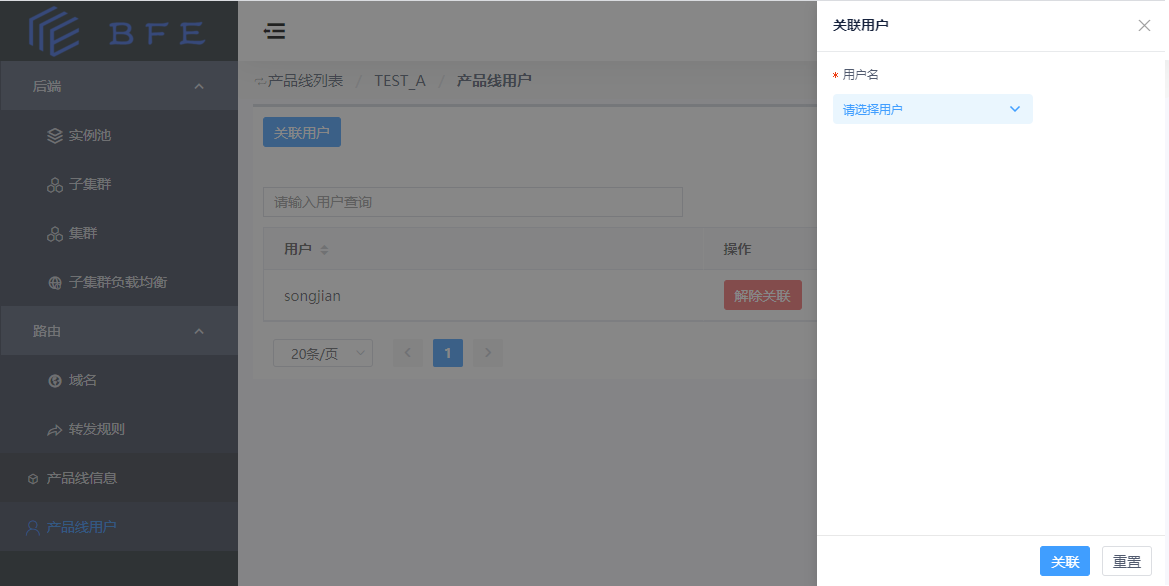 BFE
后端
实例池
子集群
集群
子集群负载均衡
路由
域名
转发规则
产品线信息
产品线用户
产品线列表 / TEST_A / 产品线用户
关联用户
请输入用户查询
用户 操作
songjian 解除关联
20条/页 1
关联用户
* 用户名
请选择用户
关联 重置